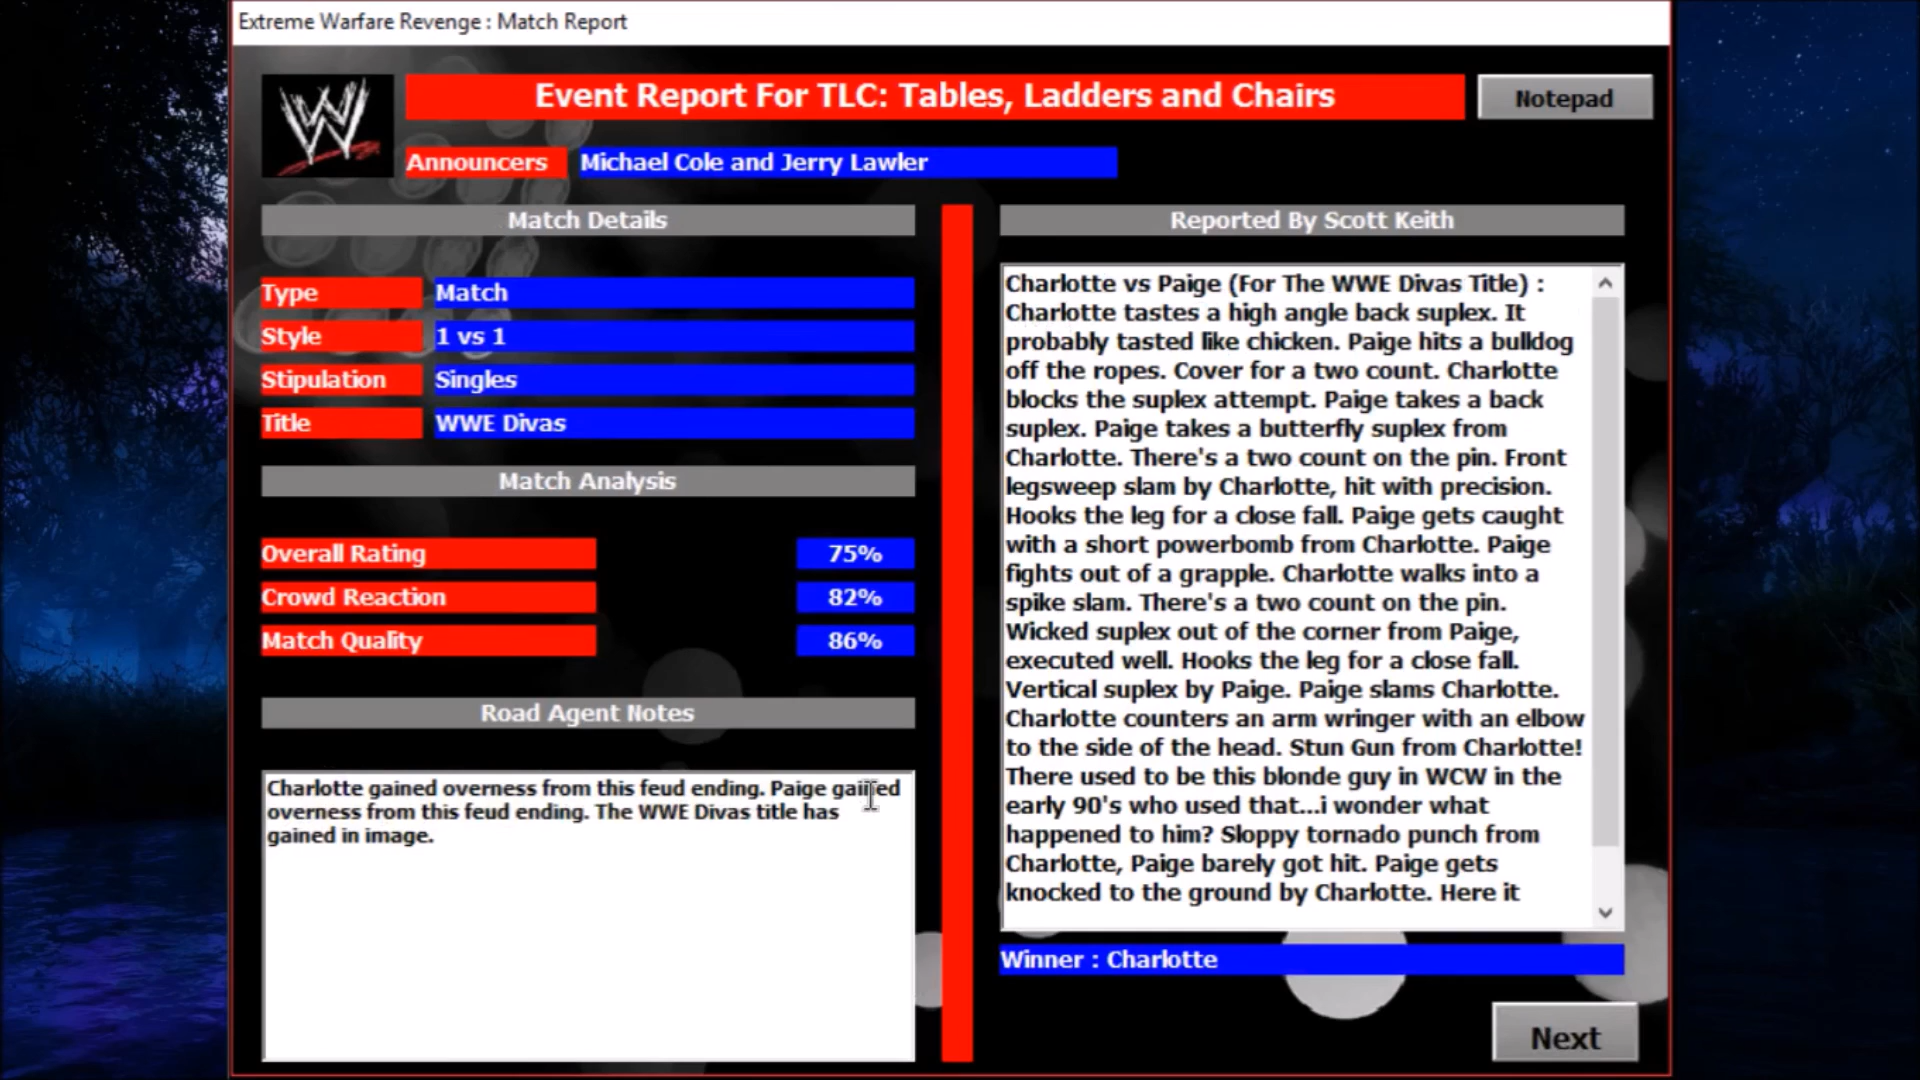 Extreme Warfare Revenge : Match Report
W
Event Report For TLC: Tables, Ladders and Chairs
Notepad
Announcers
Michael Cole and Jerry Lawler
Match Details
Type
Match
Style
1 vs 1
Stipulation
Singles
Title
WWE Divas
Match Analysis
Overall Rating
75%
Crowd Reaction
82%
Match Quality
86%
Road Agent Notes
Charlotte gained overness from this feud ending. Paige gained
overness from this feud ending. The WWE Divas title has
gained in image.
Reported By Scott Keith
Charlotte vs Paige (For The WWE Divas Title) :
Charlotte tastes a high angle back suplex. It
probably tasted like chicken. Paige hits a bulldog
off the ropes. Cover for a two count. Charlotte
blocks the suplex attempt. Paige takes a back
suplex. Paige takes a butterfly suplex from
Charlotte. There's a two count on the pin. Front
legsweep slam by Charlotte, hit with precision.
Hooks the leg for a close fall. Paige gets caught
with a short powerbomb from Charlotte. Paige
fights out of a grapple. Charlotte walks into a
spike slam. There's a two count on the pin.
Wicked suplex out of the corner from Paige,
executed well. Hooks the leg for a close fall.
Vertical suplex by Paige. Paige slams Charlotte.
Charlotte counters an arm wringer with an elbow
to the side of the head. Stun Gun from Charlotte!
There used to be this blonde guy in WCW in the
early 90's who used that...i wonder what
happened to him? Sloppy tornado punch from
Charlotte, Paige barely got hit. Paige gets
knocked to the ground by Charlotte. Here it
Winner : Charlotte
Next